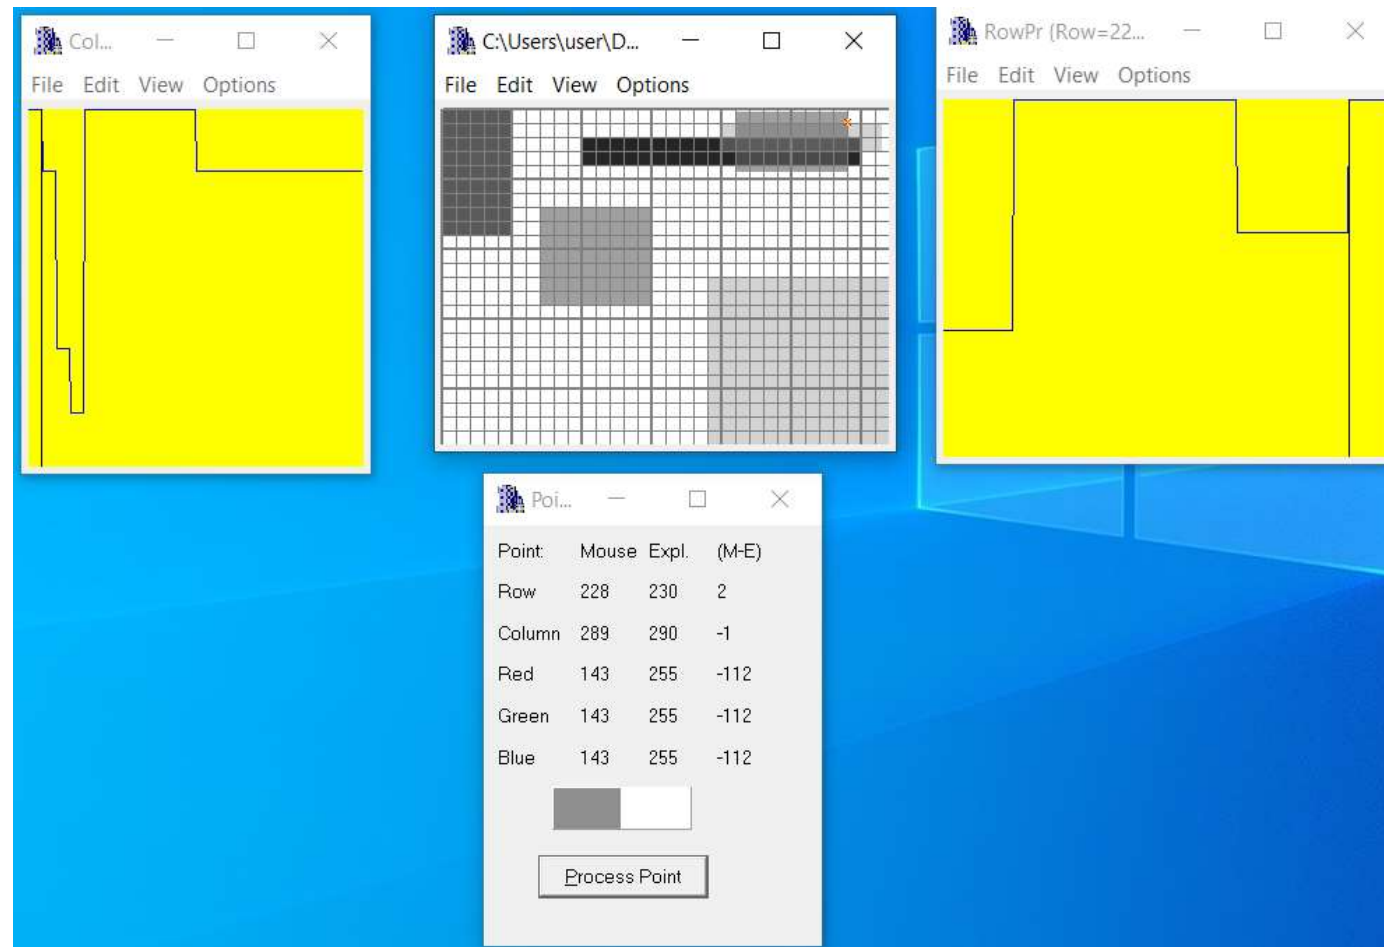 Col...
File Edit View Options
C:\Users\user\D...
File Edit View Options
RowPr (Row=22...
File Edit View Options
Poi...
Point: Mouse Expl. (M-E)
Row 228 230 2
Column 289 290 -1
Red 143 255 -112
Green 143 255 -112
Blue 143 255 -112
Process Point